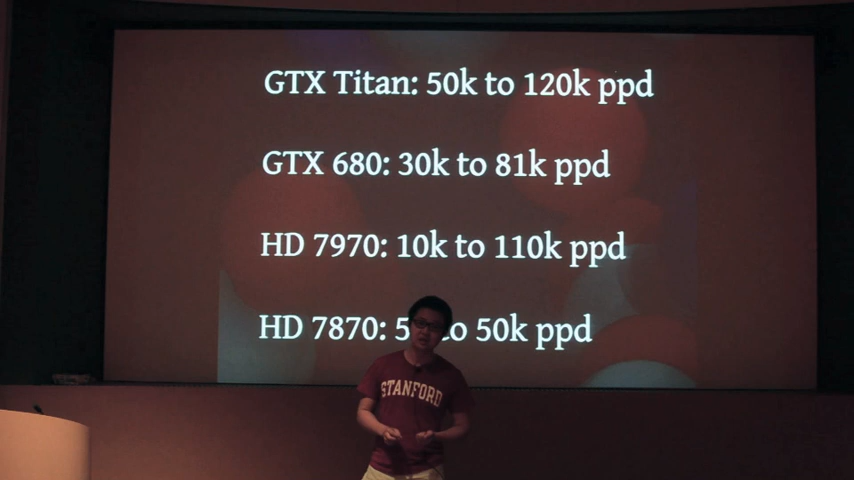 GTX Titan: 50k to 120k ppd
GTX 680: 30k to 81k ppd
HD 7970: 10k to 110k ppd
HD 7870: to 50k ppd
STANFORD